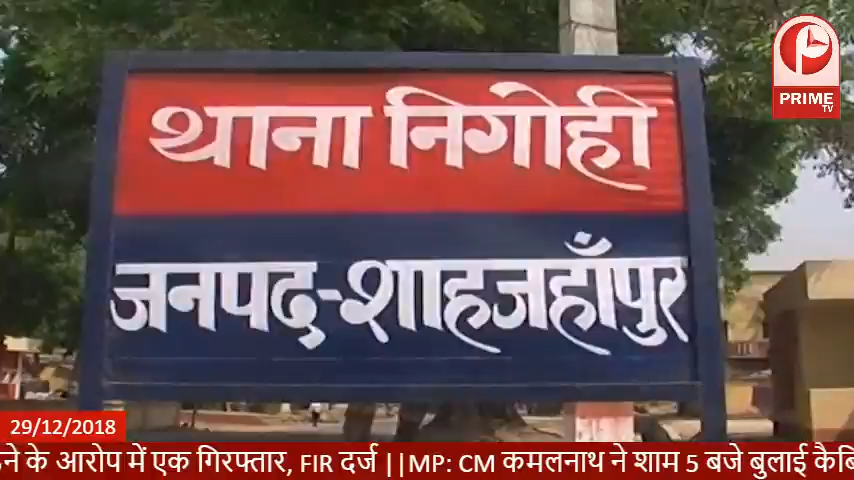 PRIME
TV
थाना निगोही
जनपद-शाहजहाँपुर
29/12/2018
के आरोप में एक गिरफ्तार, FIR दर्ज ||MP: CM कमलनाथ ने शाम 5 बजे बुलाई